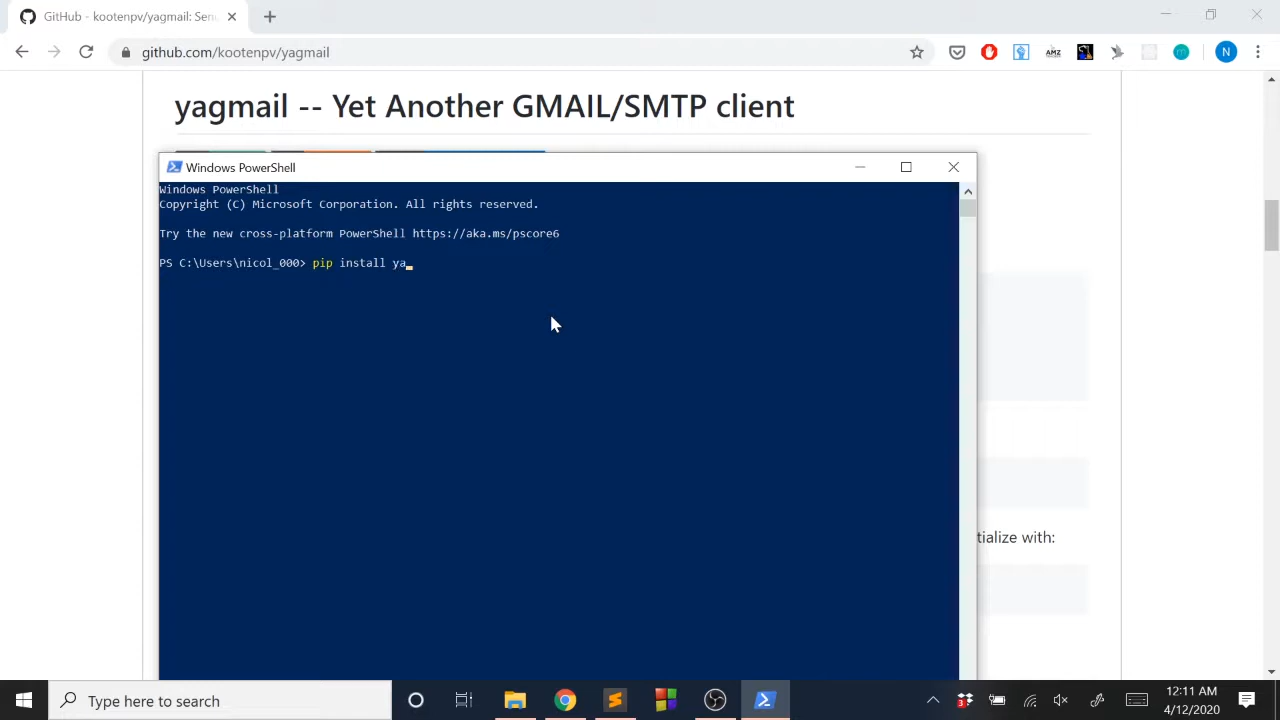 GitHub - kootenpv/yagmail: Sen
github.com/kootenpv/yagmail
AMZ
N
yagmail -- Yet Another GMAIL/SMTP client
Windows PowerShell
Windows PowerShell
Copyright (C) Microsoft Corporation. All rights reserved.
Try the new cross-platform PowerShell https://aka.ms/pscore6
PS C:\Users\nicol_000> pip install ya
tialize with:
Type here to search
3
12:11 AM
4/12/2020